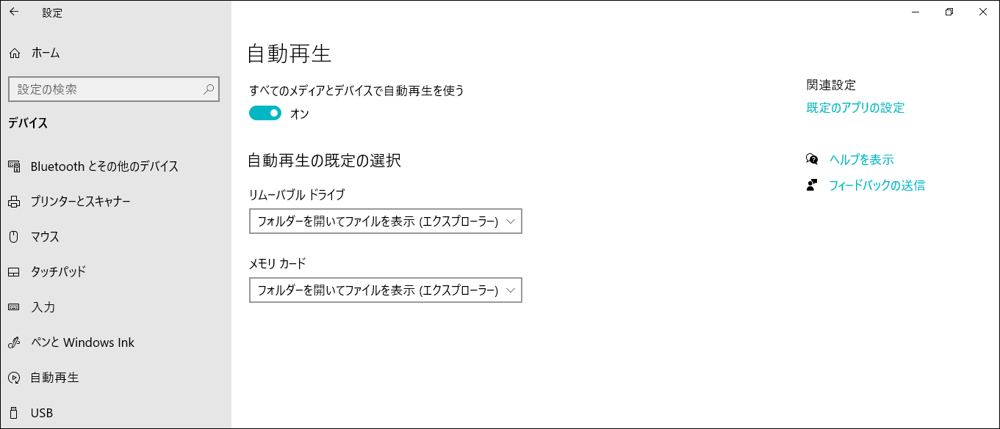 設定
ホーム
設定の検索
デバイス
Bluetooth とその他のデバイス
プリンターとスキャナー
マウス
タッチパッド
入力
ペンと Windows Ink
自動再生
USB
自動再生
すべてのメディアとデバイスで自動再生を使う
オン
自動再生の既定の選択
リムーバブル ドライブ
フォルダーを開いてファイルを表示 (エクスプローラー)
メモリ カード
フォルダーを開いてファイルを表示 (エクスプローラー)
関連設定
既定のアプリの設定
ヘルプを表示
フィードバックの送信